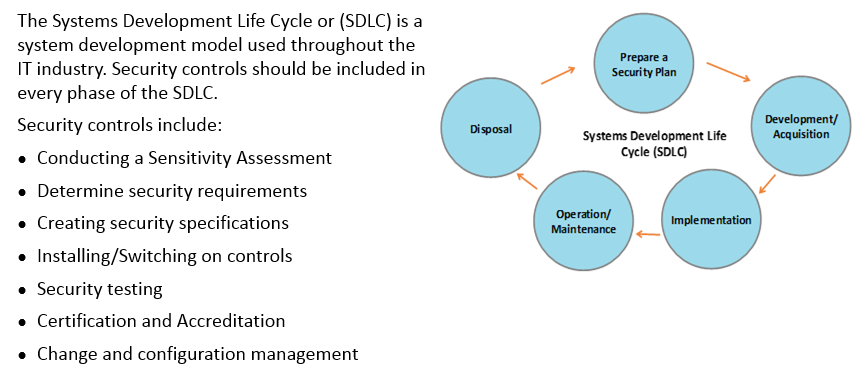 The Systems Development Life Cycle or (SDLC) is a
system development model used throughout the
IT industry. Security controls should be included in
every phase of the SDLC.
Security controls include:
• Conducting a Sensitivity Assessment
• Determine security requirements
• Creating security specifications
• Installing/Switching on controls
• Security testing
• Certification and Accreditation
• Change and configuration management
Prepare a
Security Plan
Development/
Acquisition
Implementation
Operation/
Maintenance
Disposal
Systems Development Life
Cycle (SDLC)